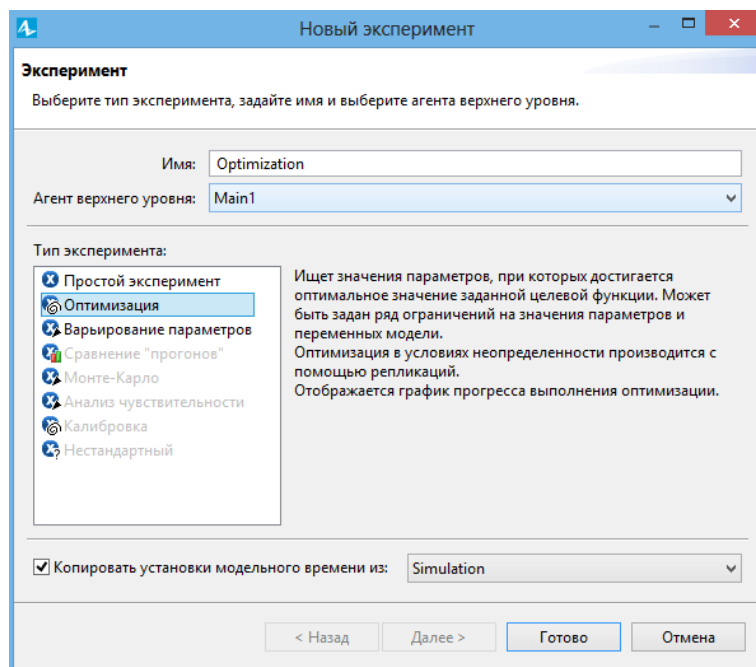 Новый эксперимент
Эксперимент
Выберите тип эксперимента, задайте имя и выберите агента верхнего уровня.
Имя: Optimization
Агент верхнего уровня: Main1
Тип эксперимента:
Простой эксперимент
Оптимизация
Варьирование параметров
Сравнение "прогонов"
Монте-Карло
Анализ чувствительности
Калибровка
Нестандартный
Ищет значения параметров, при которых достигается
оптимальное значение заданной целевой функции. Может
быть задан ряд ограничений на значения параметров и
переменных модели.
Оптимизация в условиях неопределенности производится с
помощью репликаций.
Отображается график прогресса выполнения оптимизации.
Копировать установки модельного времени из: Simulation
< Назад Далее > Готово Отмена